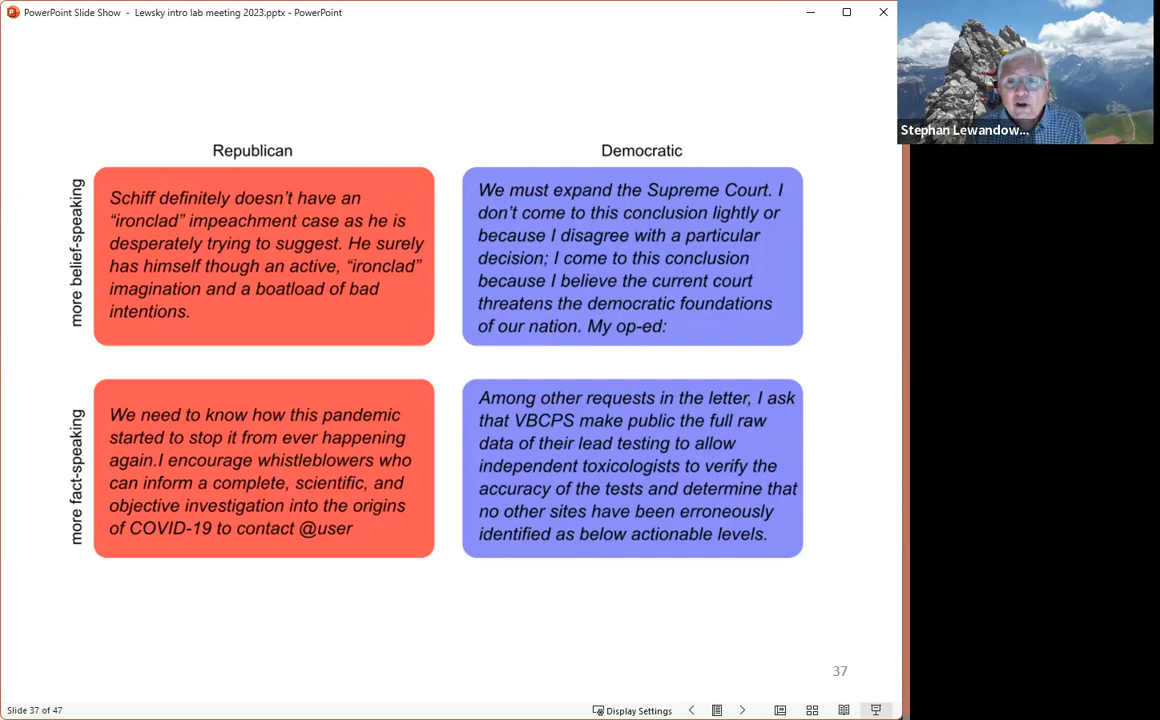 PowerPoint Slide Show - Lewsky intro lab meeting 2023.pptx - PowerPoint
Stephan Lewandow...
Republican
Democratic
more belief-speaking
Schiff definitely doesn't have an
“ironclad” impeachment case as he is
desperately trying to suggest. He surely
has himself though an active, “ironclad”
imagination and a boatload of bad
intentions.
We must expand the Supreme Court. I
don't come to this conclusion lightly or
because I disagree with a particular
decision; I come to this conclusion
because I believe the current court
threatens the democratic foundations
of our nation. My op-ed:
more fact-speaking
We need to know how this pandemic
started to stop it from ever happening
again.I encourage whistleblowers who
can inform a complete, scientific, and
objective investigation into the origins
of COVID-19 to contact @user
Among other requests in the letter, I ask
that VBCPS make public the full raw
data of their lead testing to allow
independent toxicologists to verify the
accuracy of the tests and determine that
no other sites have been erroneously
identified as below actionable levels.
37
Slide 37 of 47
Display Settings